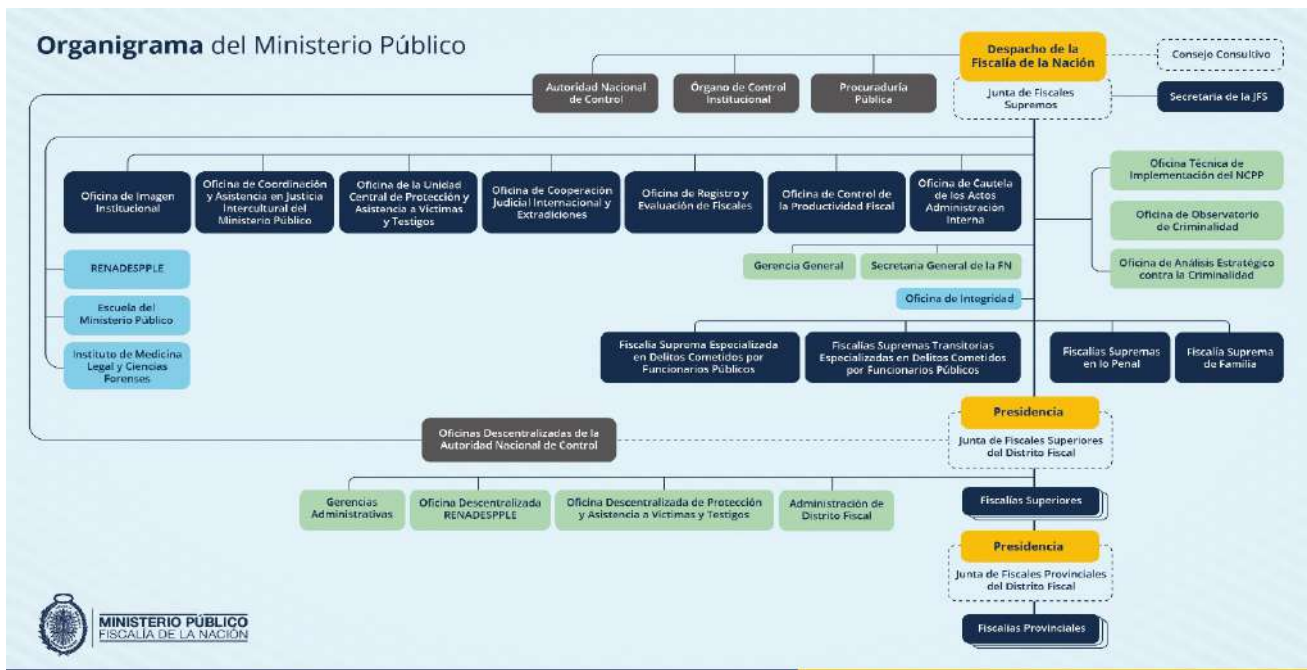 Organigrama del Ministerio Público
Despacho de la
Fiscalía de la Nación
Consejo Consultivo
Autoridad Nacional
de Control
Órgano de Control
Institucional
Procuraduría
Pública
Junta de Fiscales
Supremos
Secretaria de la JFS
Oficina de Imagen
Institucional
Oficina de Coordinación
y Asistencia en Justicia
Intercultural del
Ministerio Público
Oficina de la Unidad
Central de Protección y
Asistencia a Víctimas
y Testigos
Oficina de Cooperación
Judicial Internacional y
Extradiciones
Oficina de Registro y
Evaluación de Fiscales
Oficina de Control de
la Productividad Fiscal
Oficina de Cautela
de los Actos
Administración
Interna
Oficina Técnica de
Implementación del NCPP
Oficina de Observatorio
de Criminalidad
Oficina de Análisis Estratégico
contra la Criminalidad
Gerencia General
Secretaria General de la FN
Oficina de Integridad
RENADESPPLE
Escuela del
Ministerio Público
Instituto de Medicina
Legal y Ciencias
Forenses
Fiscalía Suprema Especializada
en Delitos Cometidos por
Funcionarios Públicos
Fiscalías Supremas Transitorias
Especializadas en Delitos Cometidos
por Funcionarios Públicos
Fiscalías Supremas
en lo Penal
Fiscalía Suprema
de Familia
Presidencia
Junta de Fiscales Superiores
del Distrito Fiscal
Oficinas Descentralizadas de la
Autoridad Nacional de Control
Gerencias
Administrativas
Oficina Descentralizada
RENADESPPLE
Oficina Descentralizada de Protección
y Asistencia a Víctimas y Testigos
Administración de
Distrito Fiscal
Fiscalías Superiores
Presidencia
Junta de Fiscales Provinciales
del Distrito Fiscal
Fiscalías Provinciales
MINISTERIO PÚBLICO
FISCALÍA DE LA NACIÓN